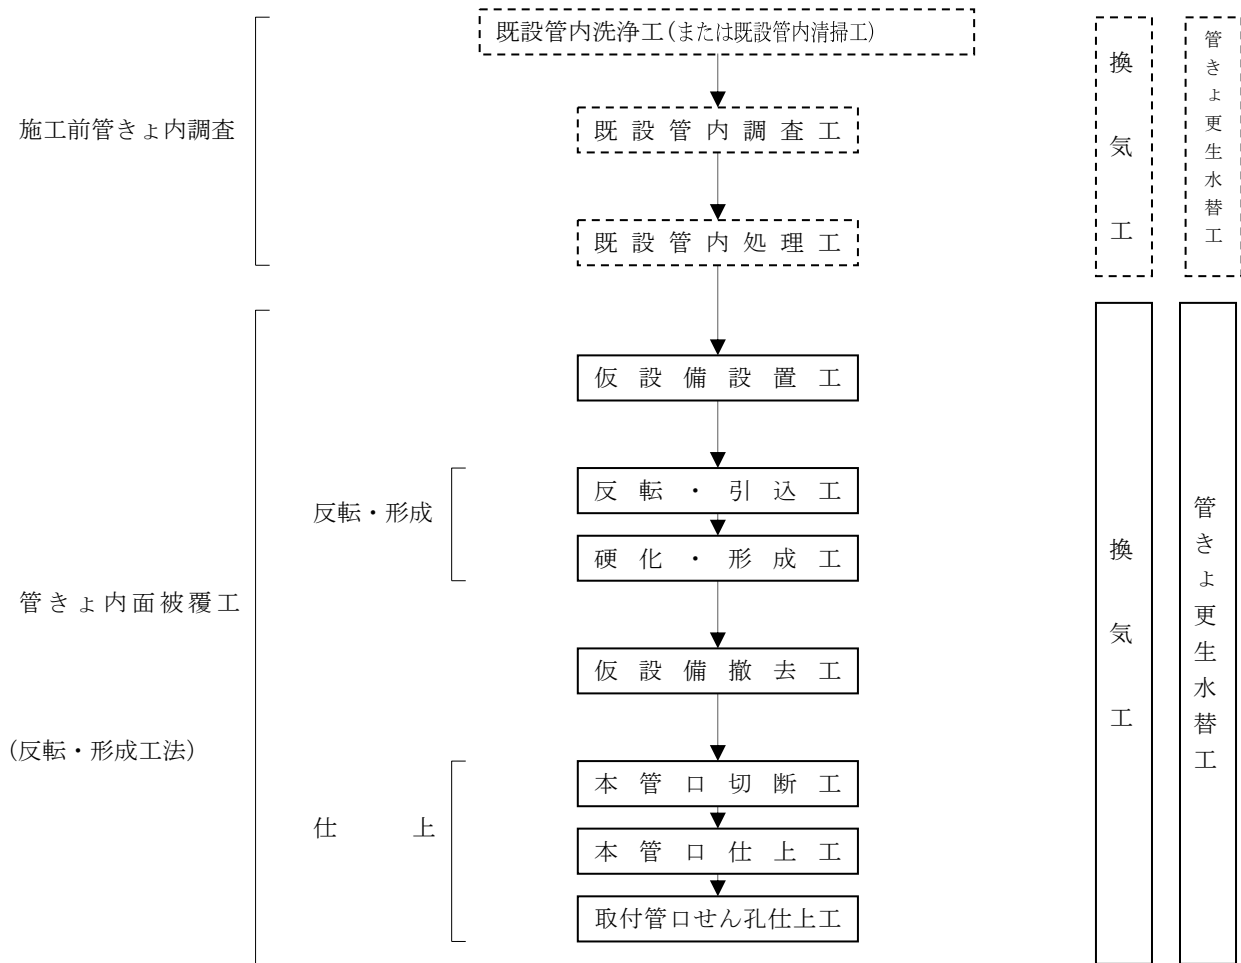 既設管内洗浄工(または既設管内清掃工)
施工前管きょ内調査
既設管内調査工
既設管内処理工
換気工
管きょ更生水替工
仮設備設置工
反転・形成
反転・引込工
硬化・形成工
管きょ内面被覆工
仮設備撤去工
(反転・形成工法)
本管口切断工
仕上
本管口仕上工
取付管口せん孔仕上工
換気工
管きょ更生水替工